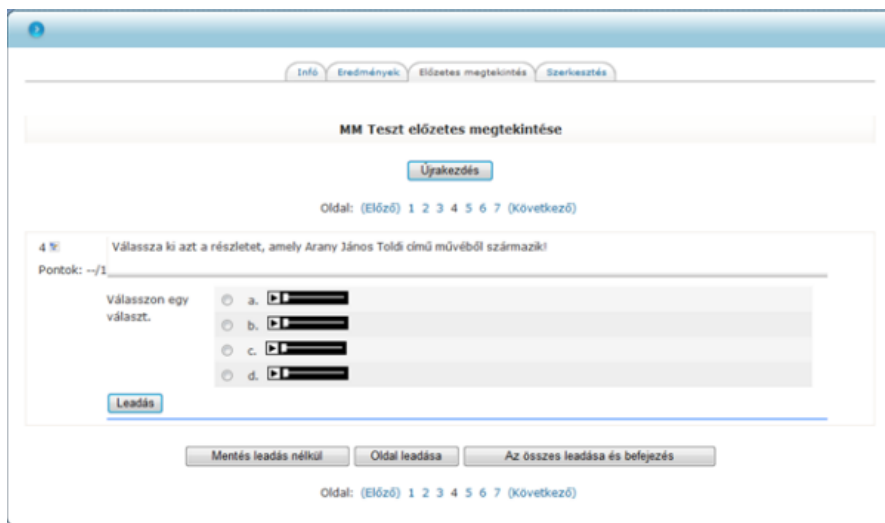 Infó Eredmények Előzetes megtekintés Szerkesztés
MM Teszt előzetes megtekintése
Újrakezdés
Oldal: (Előző) 1 2 3 4 5 6 7 (Következő)
4 Válassza ki azt a részletet, amely Arany János Toldi című művéből származik!
Pontok: --/1
Válasszon egy választ.
a.
b.
c.
d.
Leadás
Mentés leadás nélkül Oldal leadása Az összes leadása és befejezés
Oldal: (Előző) 1 2 3 4 5 6 7 (Következő)